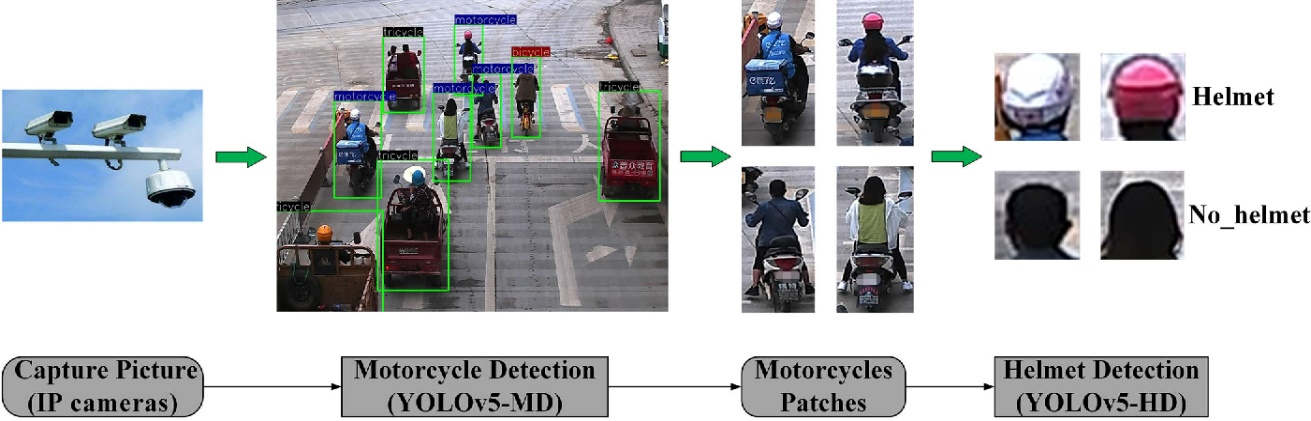 motorcycle
tricycle
bicycle
motorcycle
tricycle
motorcycle
motorcycle
tricycle
ricycle
Helmet
No_helmet
Capture Picture
(IP cameras)
Motorcycle Detection
(YOLOv5-MD)
Motorcycles
Patches
Helmet Detection
(YOLOv5-HD)